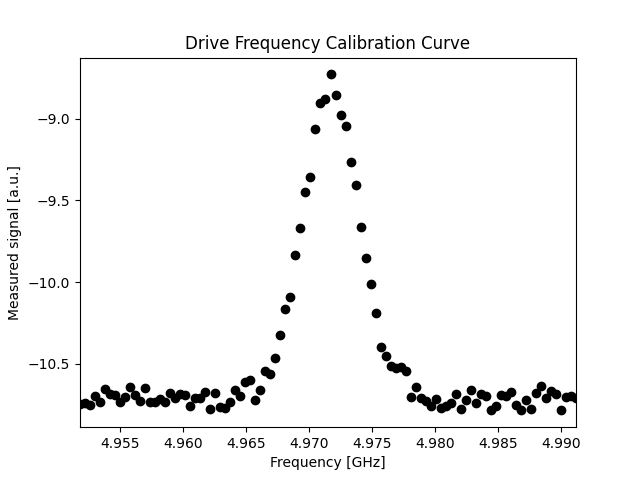 Drive Frequency Calibration Curve
Measured signal [a.u.]
−9.0
−9.5
−10.0
−10.5
4.955 4.960 4.965 4.970 4.975 4.980 4.985 4.990
Frequency [GHz]